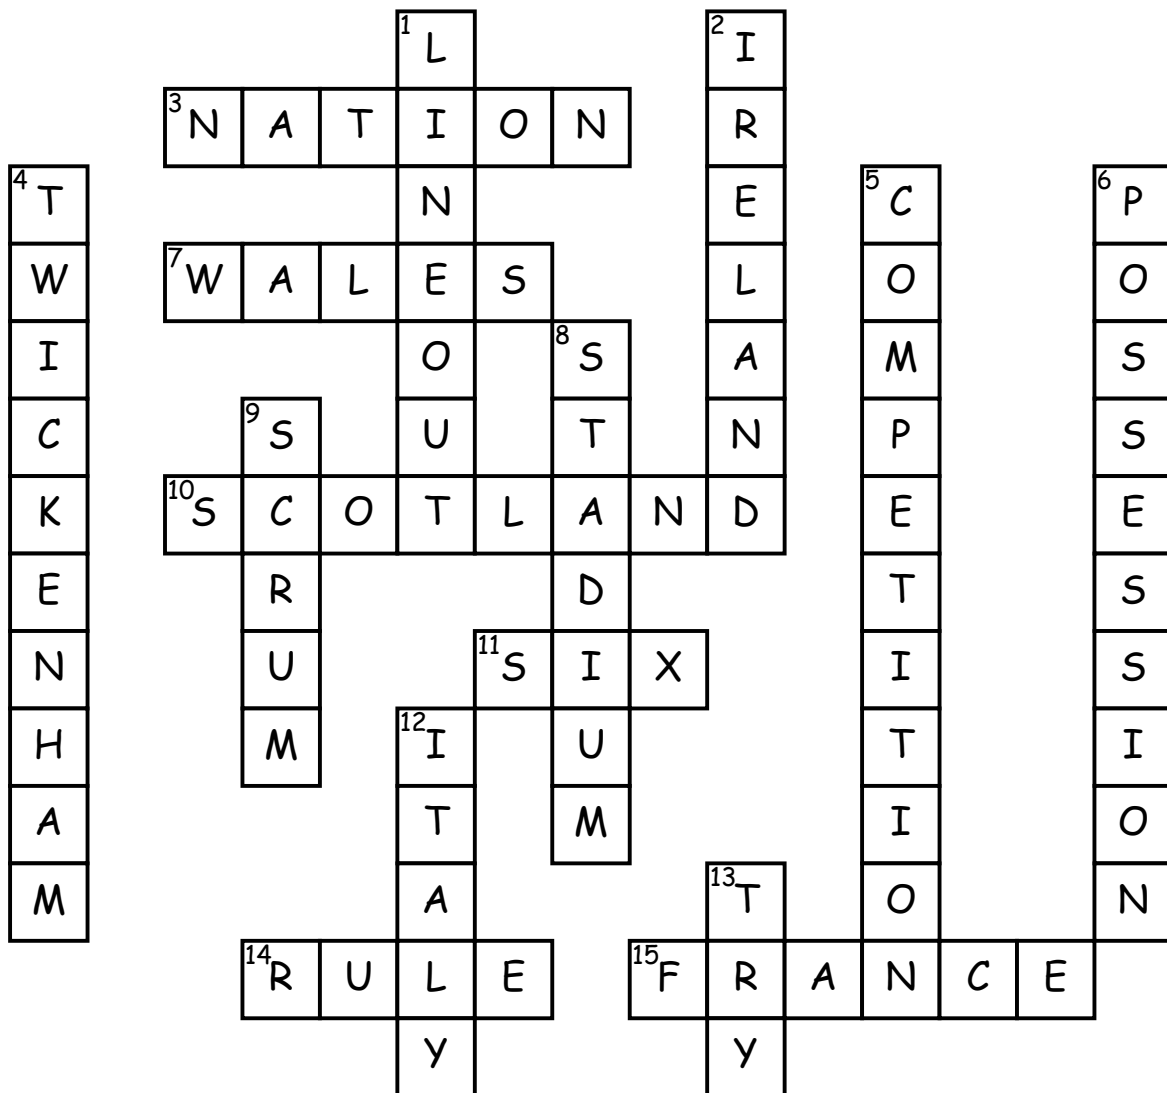 1 L 2 I
3 N A T I O N R
4 T N E 5 C 6 P
W 7 W A L E S L O O
I O 8 S A M S
C 9 S U T N P S
K 10 S C O T L A N D E E
E R D T S
N U 11 S I X I S
H M 12 I U T I
A T M I O
M A 13 T O N
14 R U L E 15 F R A N C E
Y Y